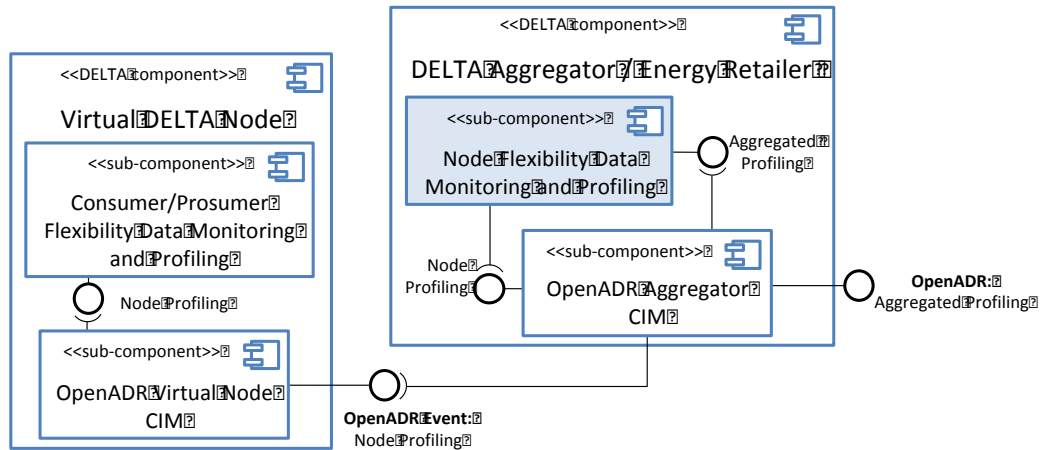 <<DELTA component>>
Virtual DELTA Node
<<sub-component>>
Consumer/Prosumer
Flexibility Data Monitoring
and Profiling
Node Profiling
<<sub-component>>
OpenADR Virtual Node
CIM
OpenADR Event:
Node Profiling
<<DELTA component>>
DELTA Aggregator / Energy Retailer
<<sub-component>>
Node Flexibility Data
Monitoring and Profiling
Aggregated
Profiling
Node
Profiling
<<sub-component>>
OpenADR Aggregator
CIM
OpenADR:
Aggregated Profiling